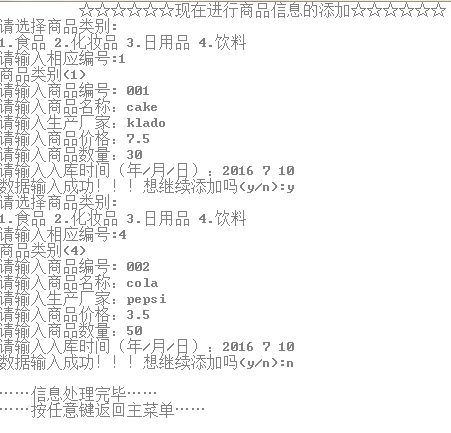 ☆☆☆☆☆☆现在进行商品信息的添加☆☆☆☆☆☆
请选择商品类别:
1.食品 2.化妆品 3.日用品 4.饮料
请输入相应编号:1
商品类别(1)
请输入商品编号: 001
请输入商品名称: cake
请输入生产厂家: klado
请输入商品价格: 7.5
请输入商品数量: 30
请输入入库时间（年/月/日）: 2016 7 10
数据输入成功！！！想继续添加吗(y/n):y
请选择商品类别:
1.食品 2.化妆品 3.日用品 4.饮料
请输入相应编号:4
商品类别(4)
请输入商品编号: 002
请输入商品名称: cola
请输入生产厂家: pepsi
请输入商品价格: 3.5
请输入商品数量: 50
请输入入库时间（年/月/日）: 2016 7 10
数据输入成功！！！想继续添加吗(y/n):n
……信息处理完毕……
……按任意键返回主菜单……